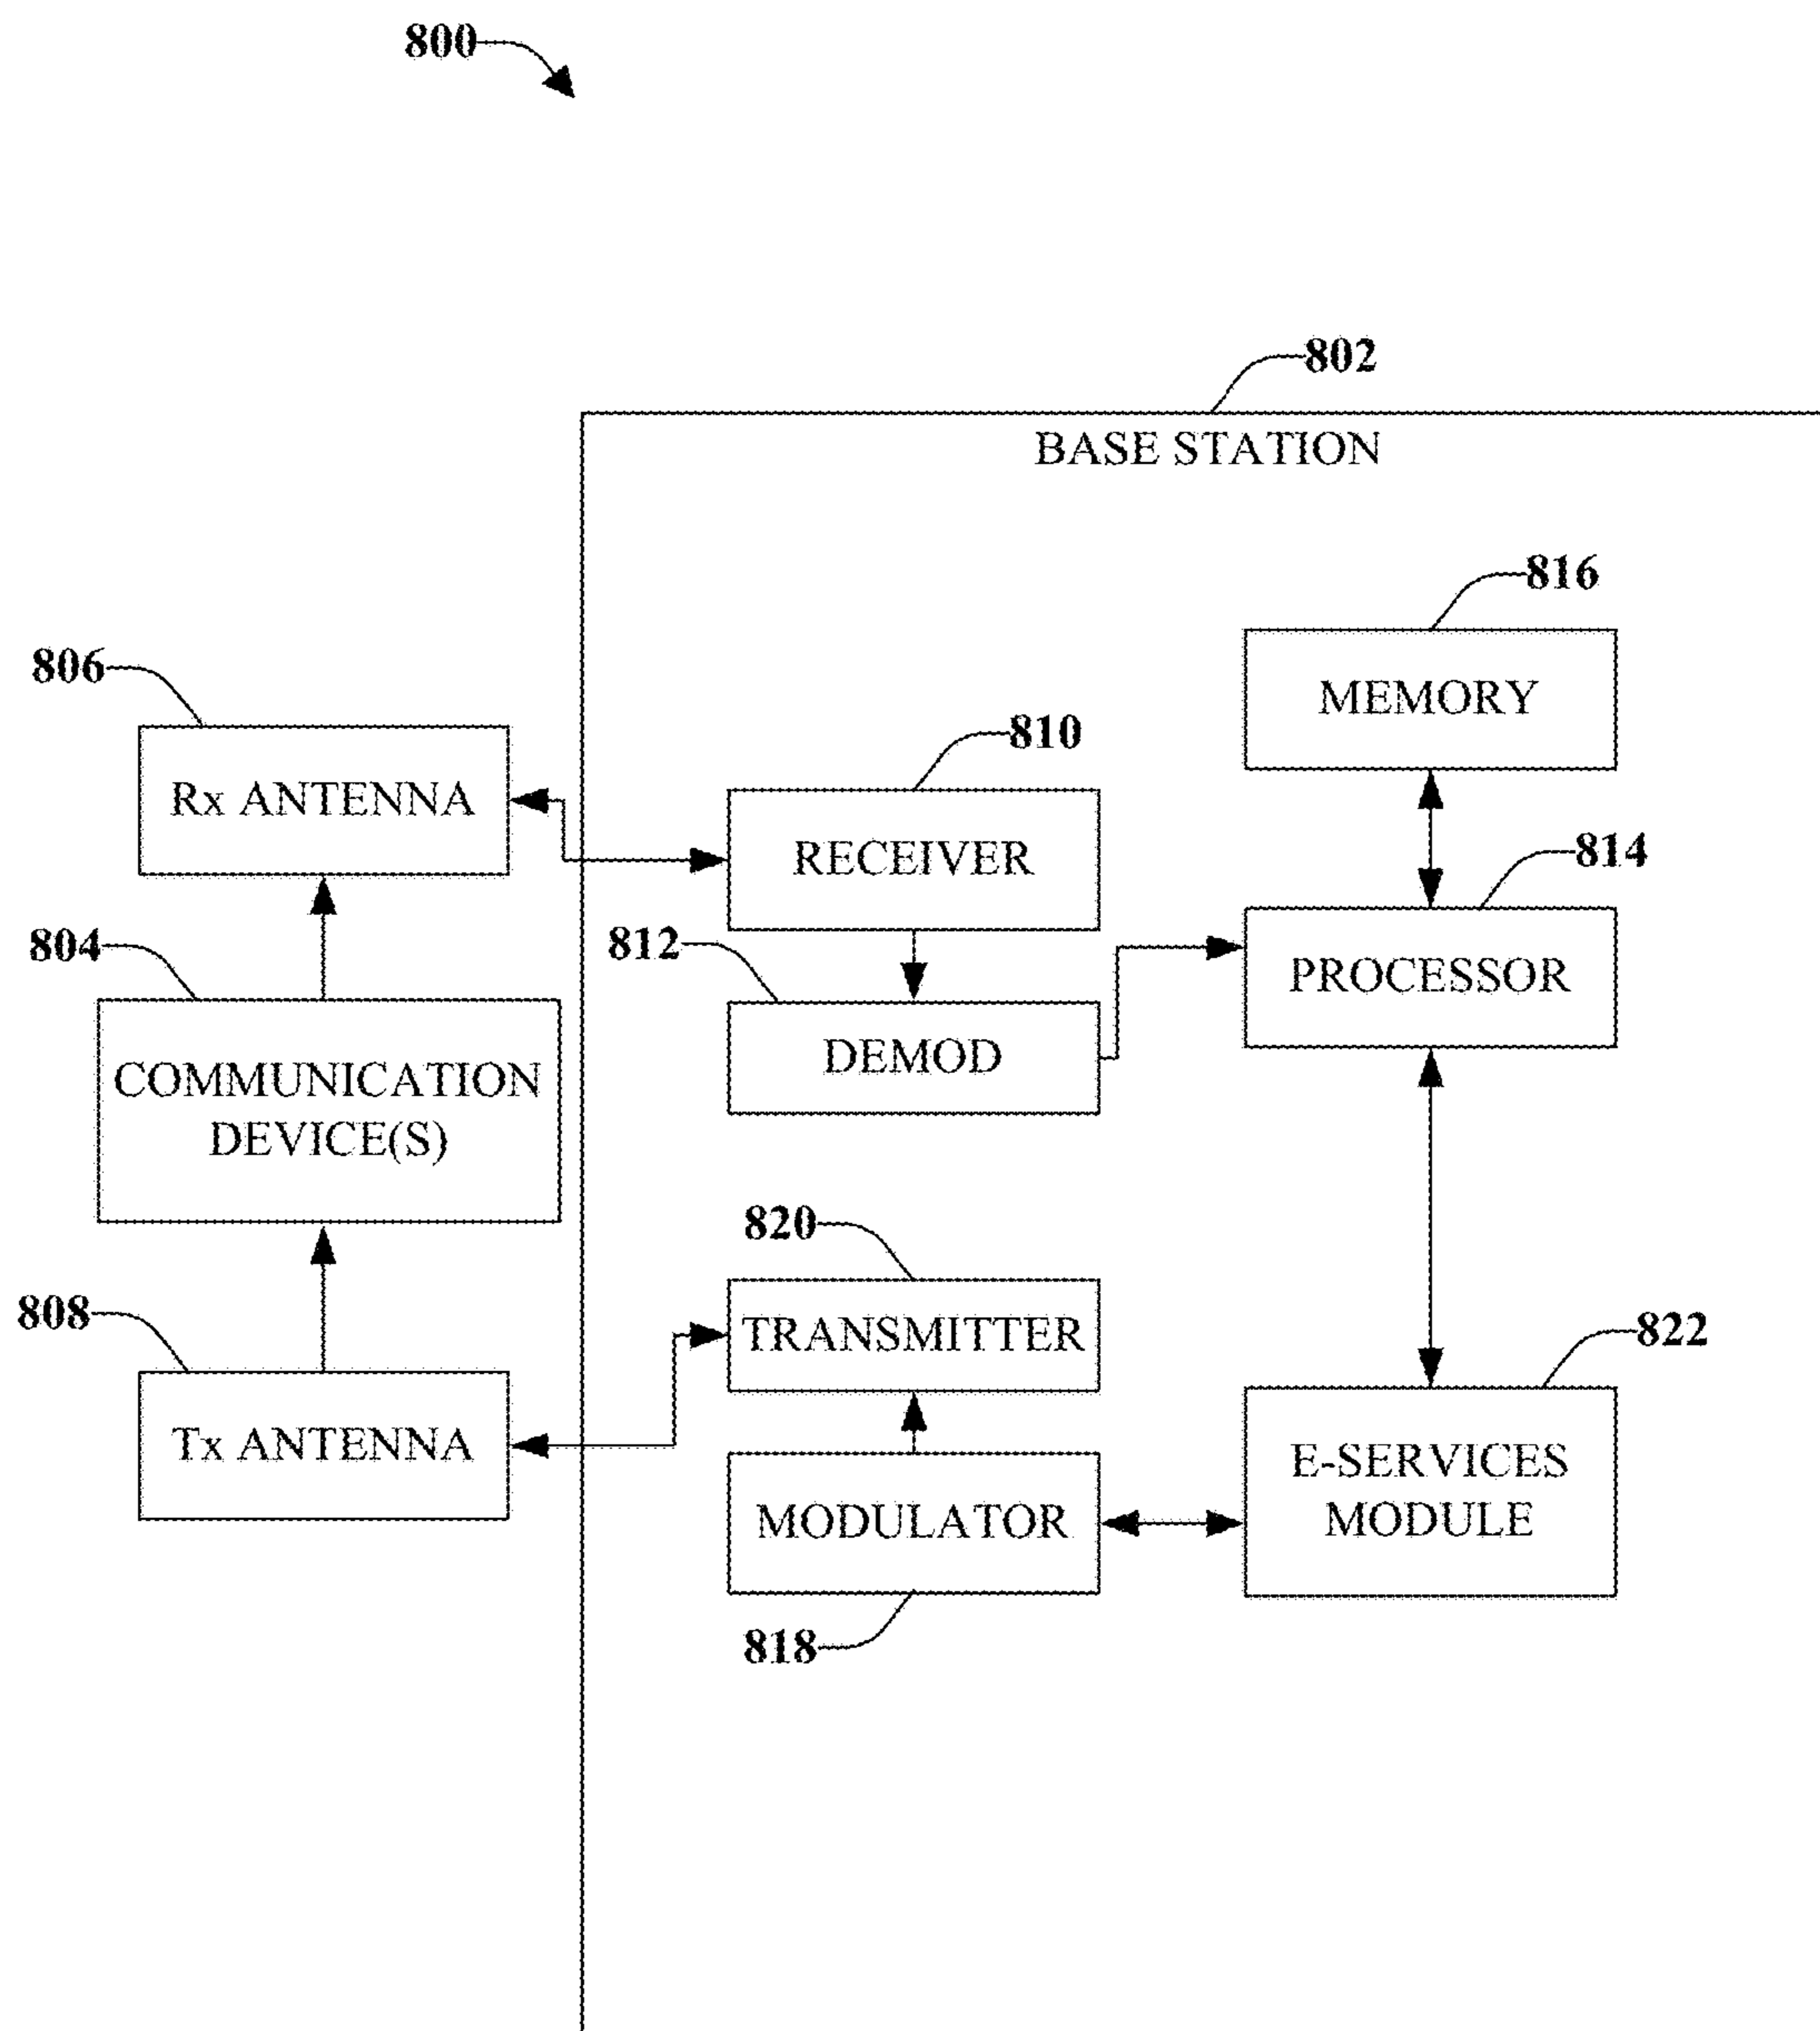 800
802
BASE STATION
816
MEMORY
806
Rx ANTENNA
810
RECEIVER
814
PROCESSOR
804
COMMUNICATION
DEVICE(S)
812
DEMOD
820
TRANSMITTER
808
Tx ANTENNA
822
E-SERVICES
MODULE
MODULATOR
818